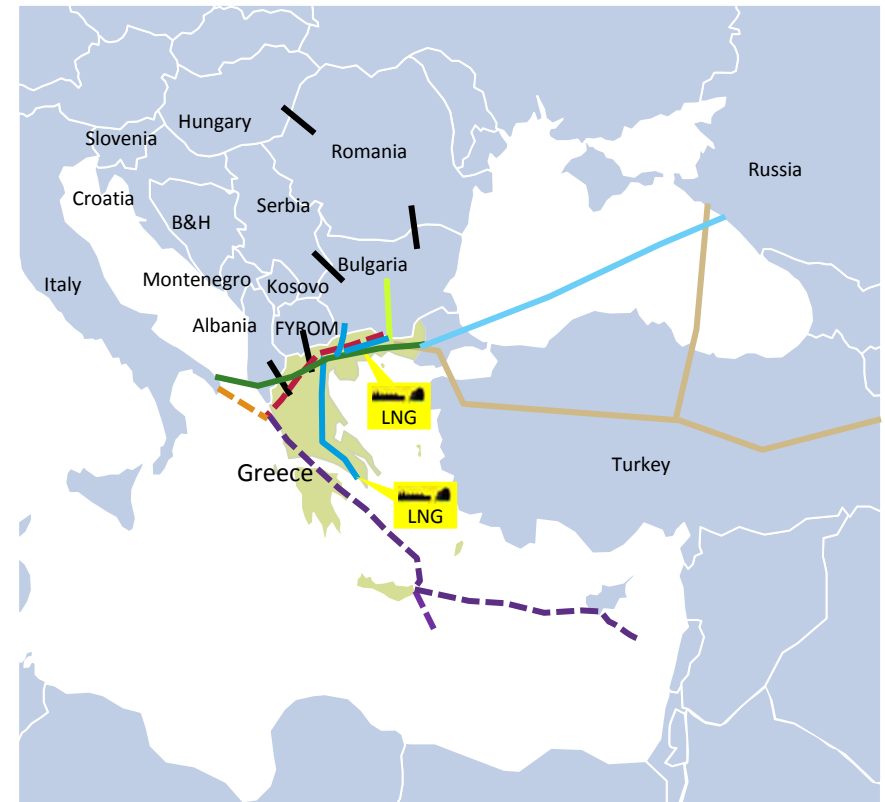 Hungary
Slovenia
Romania
Russia
Croatia
Serbia
B&H
Bulgaria
Italy
Montenegro
Kosovo
Albania
FYROM
LNG
Turkey
Greece
LNG